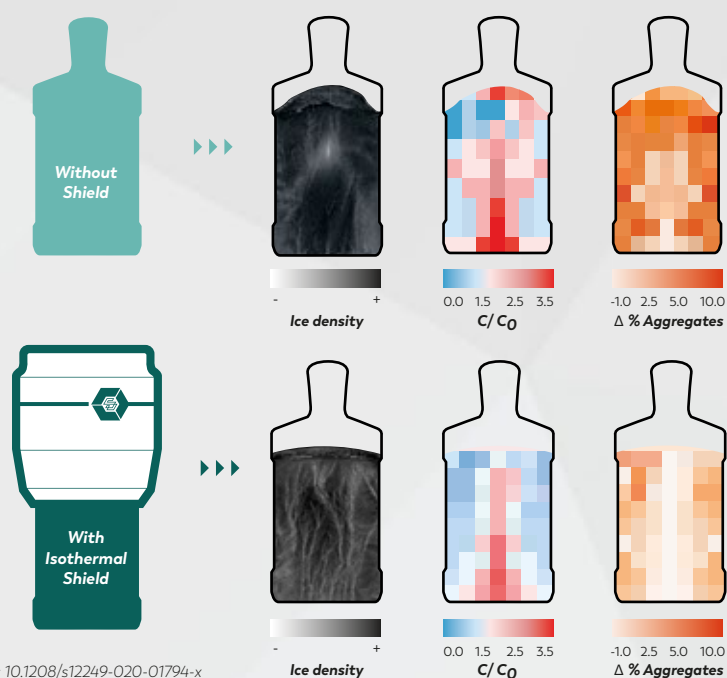 Without
Shield
- +
Ice density
0.0 1.5 2.5 3.5
C/ C0
-1.0 2.5 5.0 10.0
Δ % Aggregates
With
Isothermal
Shield
- +
Ice density
0.0 1.5 2.5 3.5
C/ C0
-1.0 2.5 5.0 10.0
Δ % Aggregates
10.1208/s12249-020-01794-x